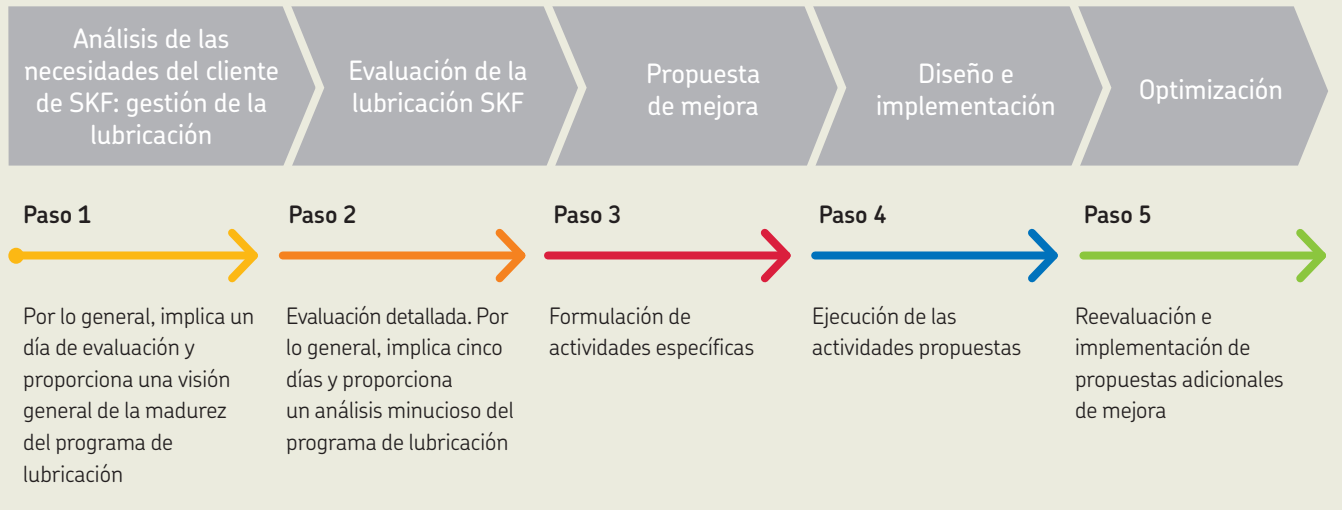 Análisis de las
necesidades del cliente
de SKF: gestión de la
lubricación
Evaluación de la
lubricación SKF
Propuesta
de mejora
Diseño e
implementación
Optimización
Paso 1
Por lo general, implica un
día de evaluación y
proporciona una visión
general de la madurez
del programa de
lubricación
Paso 2
Evaluación detallada. Por
lo general, implica cinco
días y proporciona
un análisis minucioso del
programa de lubricación
Paso 3
Formulación de
actividades específicas
Paso 4
Ejecución de las
actividades propuestas
Paso 5
Reevaluación e
implementación de
propuestas adicionales
de mejora